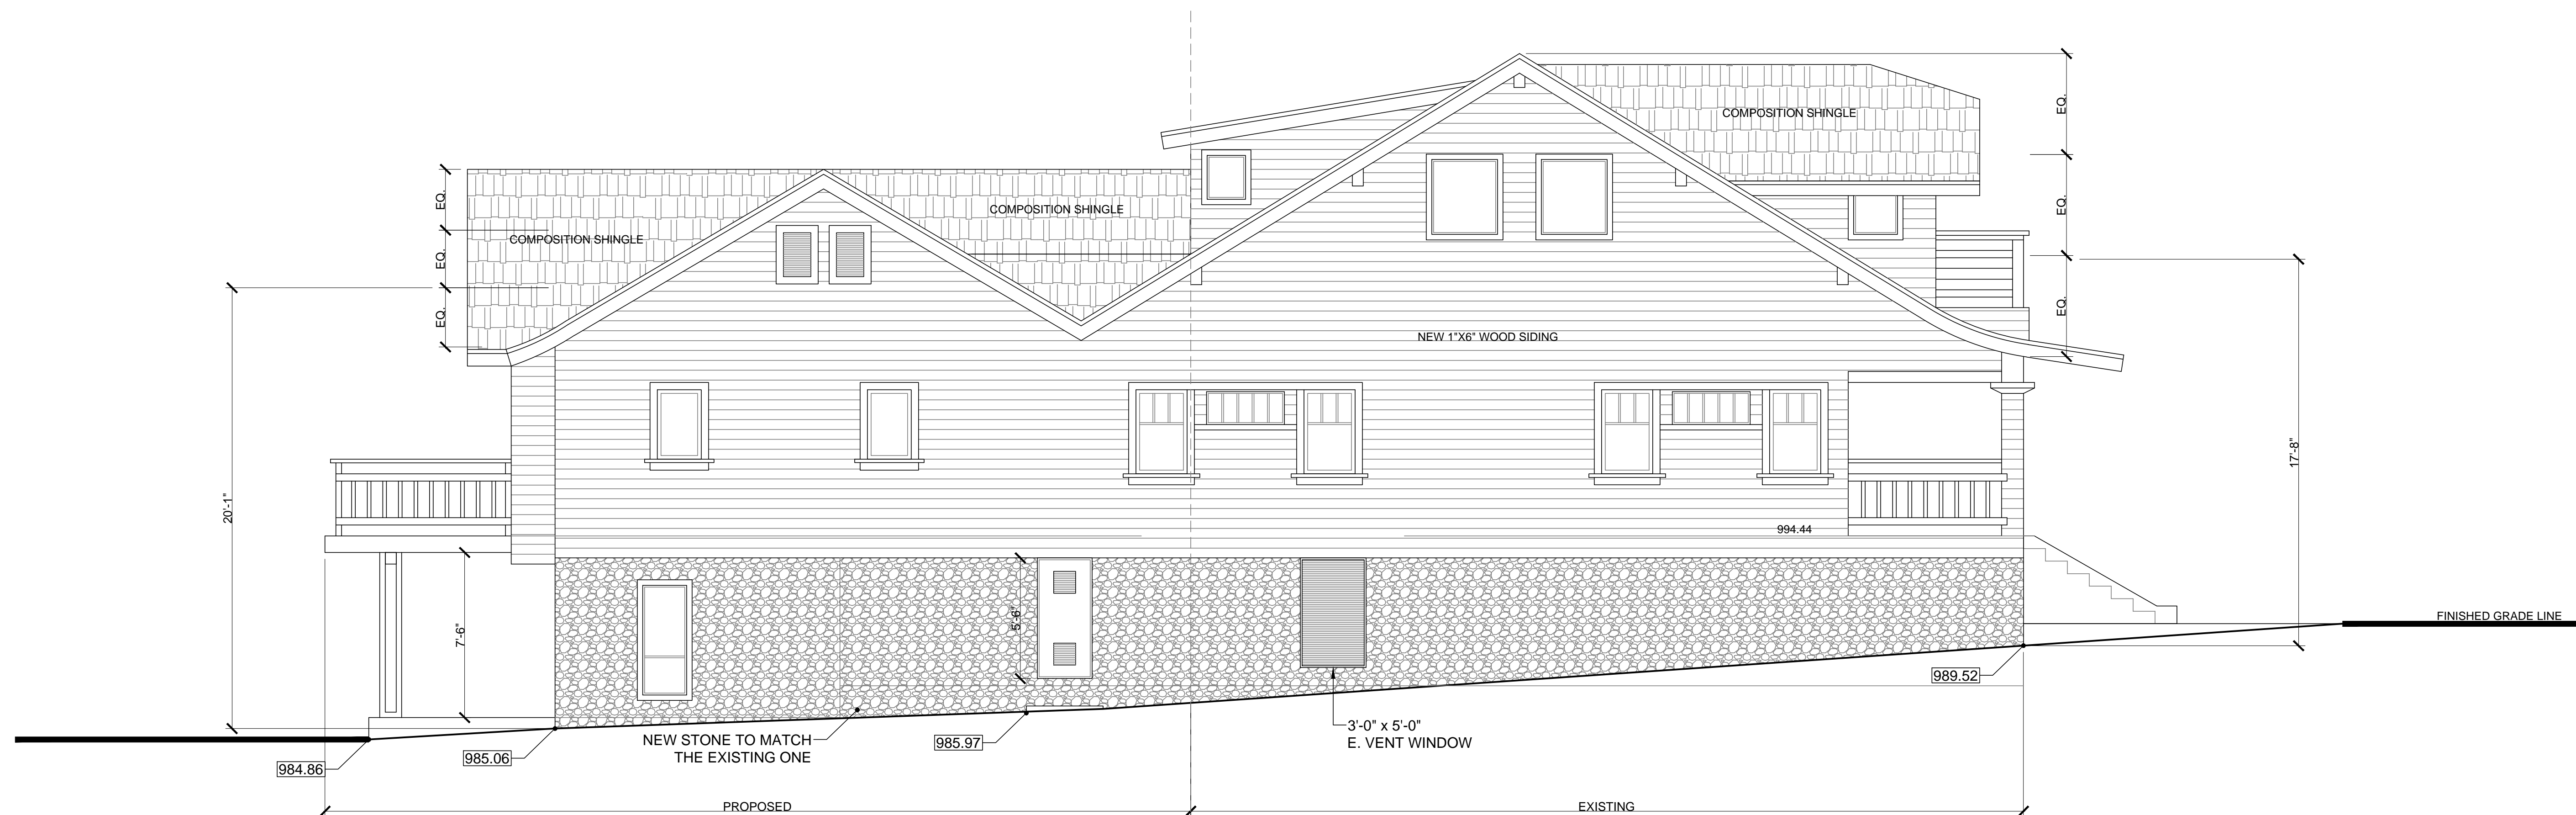 COMPOSITION SHINGLE
EQ.
EQ.
EQ.
EQ.
COMPOSITION SHINGLE
COMPOSITION SHINGLE
EQ.
EQ.
NEW 1"X6" WOOD SIDING
17'-8"
20'-1"
994.44
7'-6"
5'-6"
FINISHED GRADE LINE
989.52
NEW STONE TO MATCH
THE EXISTING ONE
985.97
3'-0" x 5'-0"
E. VENT WINDOW
985.06
984.86
PROPOSED
EXISTING